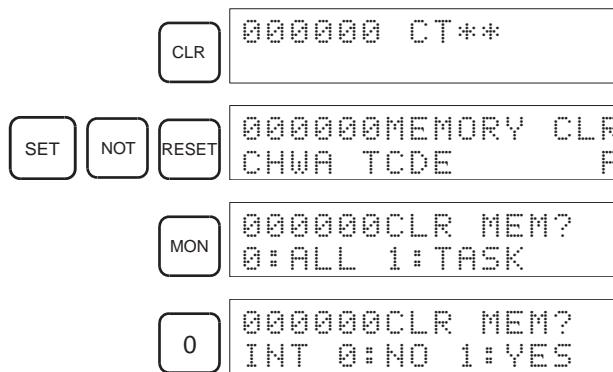 CLR
000000 CT**
SET NOT RESET
000000MEMORY CLR
CHWA TCDE
MON
000000CLR MEM?
0:ALL 1:TASK
0
000000CLR MEM?
INT 0:NO 1:YES